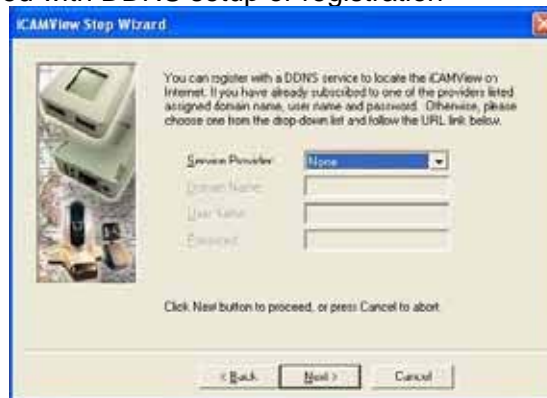 ed with DDNS setup or registration
iCAMView Step Wizard
You can register with a DDNS service to locate the iCAMView on
Internet. If you have already subscribed to one of the providers listed
assigned domain name, user name and password. Otherwise, please
choose one from the drop-down list and follow the URL link below.
Service Provider:
None
Domain Name:
User Name:
Password:
Click Next button to proceed, or press Cancel to abort.
< Back
Next >
Cancel